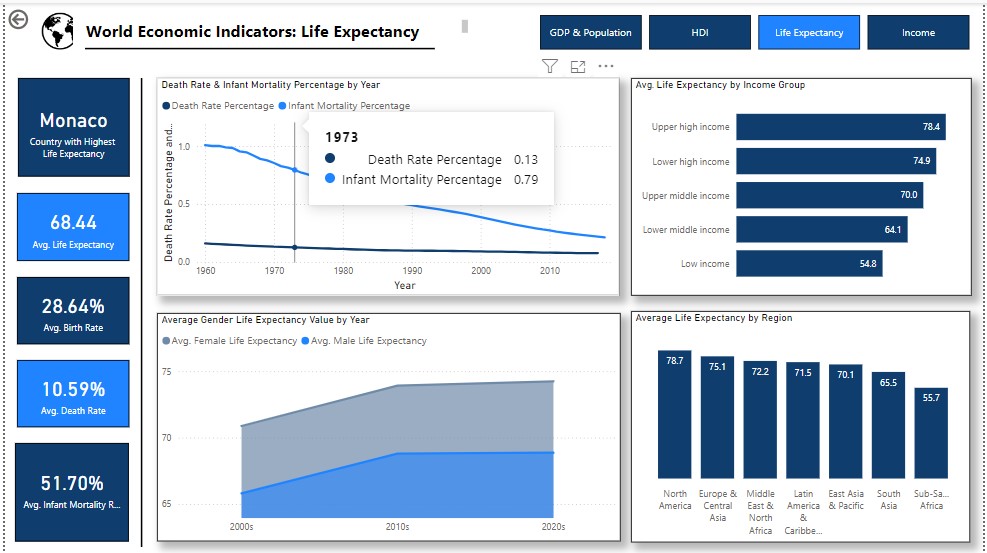 World Economic Indicators: Life Expectancy
GDP & Population
HDI
Life Expectancy
Income
Monaco
Country with Highest
Life Expectancy
68.44
Avg. Life Expectancy
28.64%
Avg. Birth Rate
10.59%
Avg. Death Rate
51.70%
Avg. Infant Mortality R...
Death Rate & Infant Mortality Percentage by Year
Death Rate Percentage
Infant Mortality Percentage
Death Rate Percentage and...
1.0
0.5
0.0
1960
1970
1980
1990
2000
2010
Year
1973
Death Rate Percentage 0.13
Infant Mortality Percentage 0.79
Avg. Life Expectancy by Income Group
Upper high income 78.4
Lower high income 74.9
Upper middle income 70.0
Lower middle income 64.1
Low income 54.8
Average Gender Life Expectancy Value by Year
Avg. Female Life Expectancy
Avg. Male Life Expectancy
75
70
65
2000s
2010s
2020s
Average Life Expectancy by Region
78.7
75.1
72.2
71.5
70.1
65.5
55.7
North
America
Europe &
Central
Asia
Middle
East &
North
Africa
Latin
America
&
Caribbe...
East Asia
& Pacific
South
Asia
Sub-Sa...
Africa